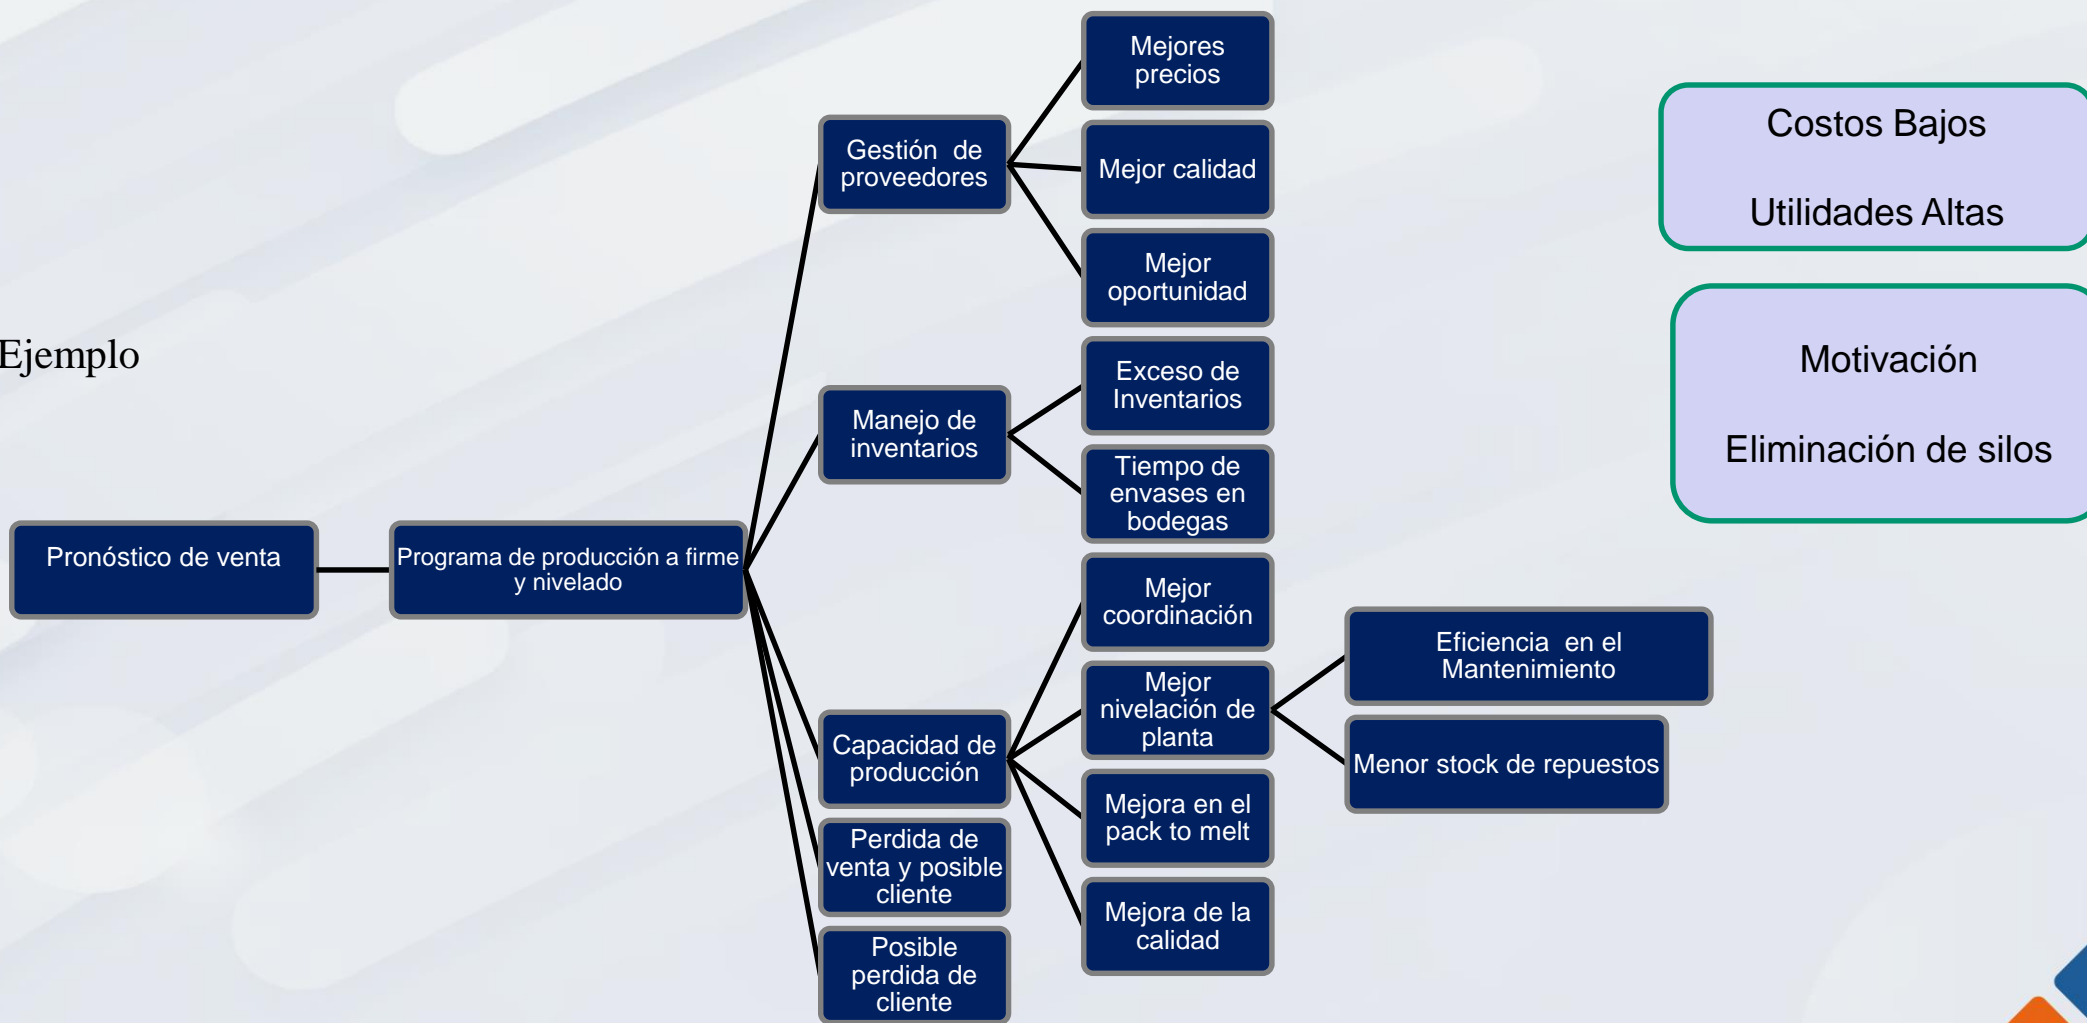 Ejemplo
Pronóstico de venta
Programa de producción a firme
y nivelado
Gestión de
proveedores
Mejores
precios
Mejor calidad
Mejor
oportunidad
Manejo de
inventarios
Exceso de
Inventarios
Tiempo de
envases en
bodegas
Capacidad de
producción
Mejor
coordinación
Mejor
nivelación de
planta
Eficiencia en el
Mantenimiento
Menor stock de repuestos
Mejora en el
pack to melt
Mejora de la
calidad
Perdida de
venta y posible
cliente
Posible
perdida de
cliente
Costos Bajos
Utilidades Altas
Motivación
Eliminación de silos